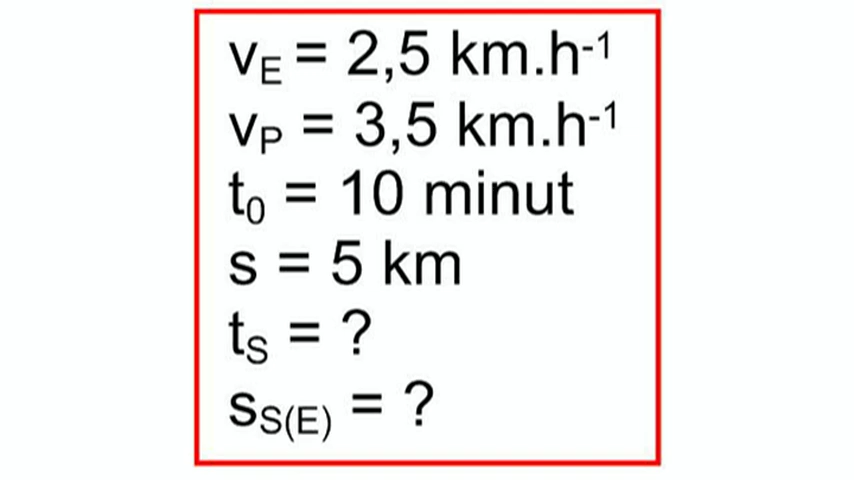 vE = 2,5 km.h-1
vP = 3,5 km.h-1
t0 = 10 minut
s = 5 km
tS = ?
sS(E) = ?